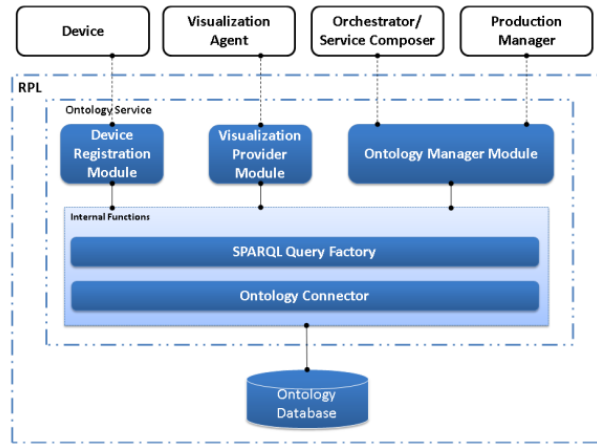 Device
Visualization
Agent
Orchestrator/
Service Composer
Production
Manager
RPL
Ontology Service
Device
Registration
Module
Visualization
Provider
Module
Ontology Manager Module
Internal Functions
SPARQL Query Factory
Ontology Connector
Ontology
Database